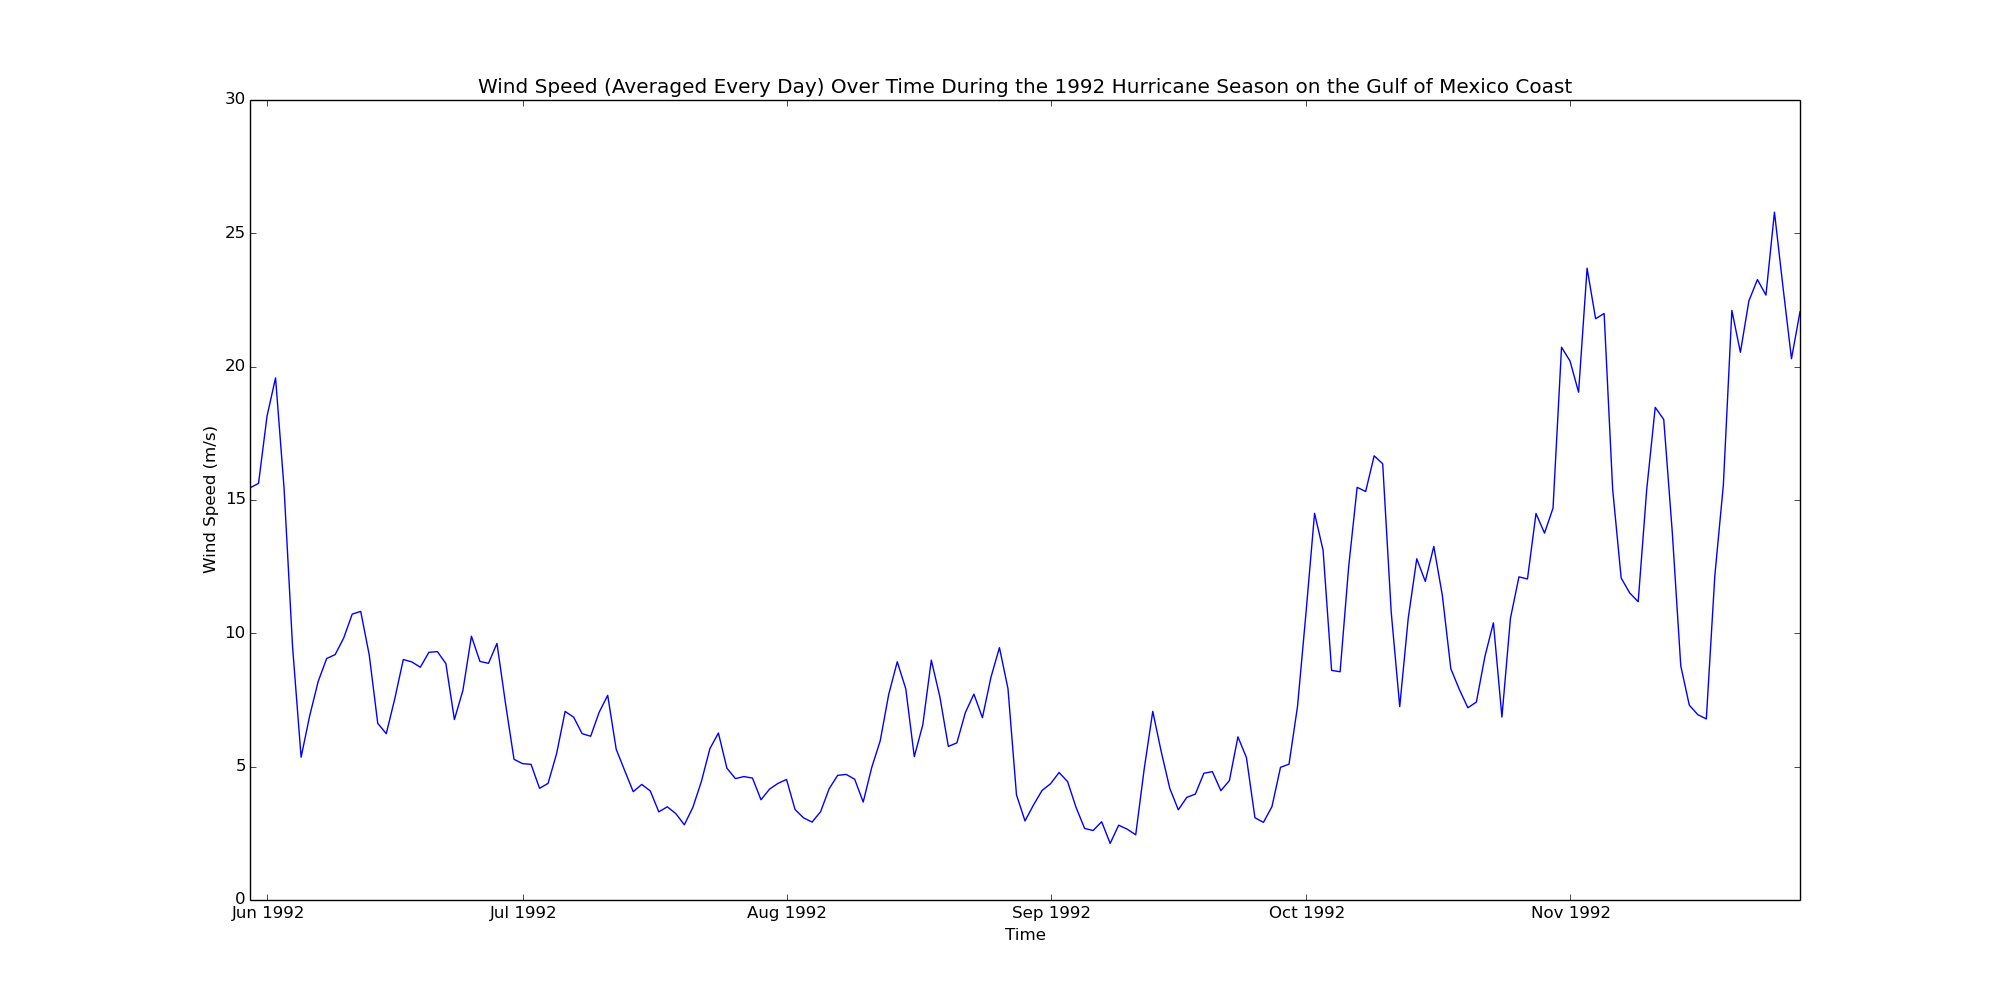 Wind Speed (Averaged Every Day) Over Time During the 1992 Hurricane Season on the Gulf of Mexico Coast
30
25
20
15
10
5
0
Wind Speed (m/s)
Jun 1992 Jul 1992 Aug 1992 Sep 1992 Oct 1992 Nov 1992
Time